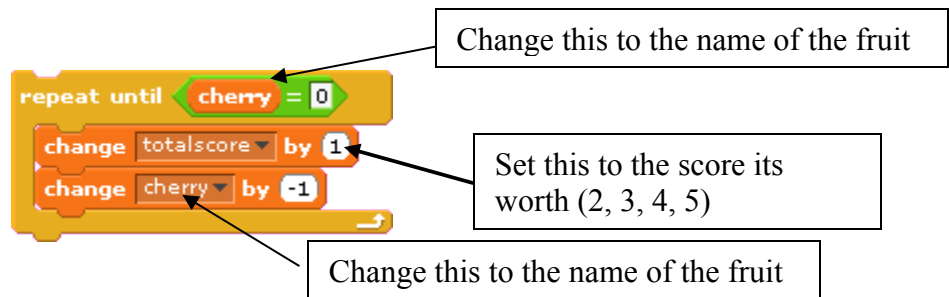 Change this to the name of the fruit
repeat until cherry = 0
change totalscore by 1
Set this to the score its
worth (2, 3, 4, 5)
change cherry by -1
Change this to the name of the fruit